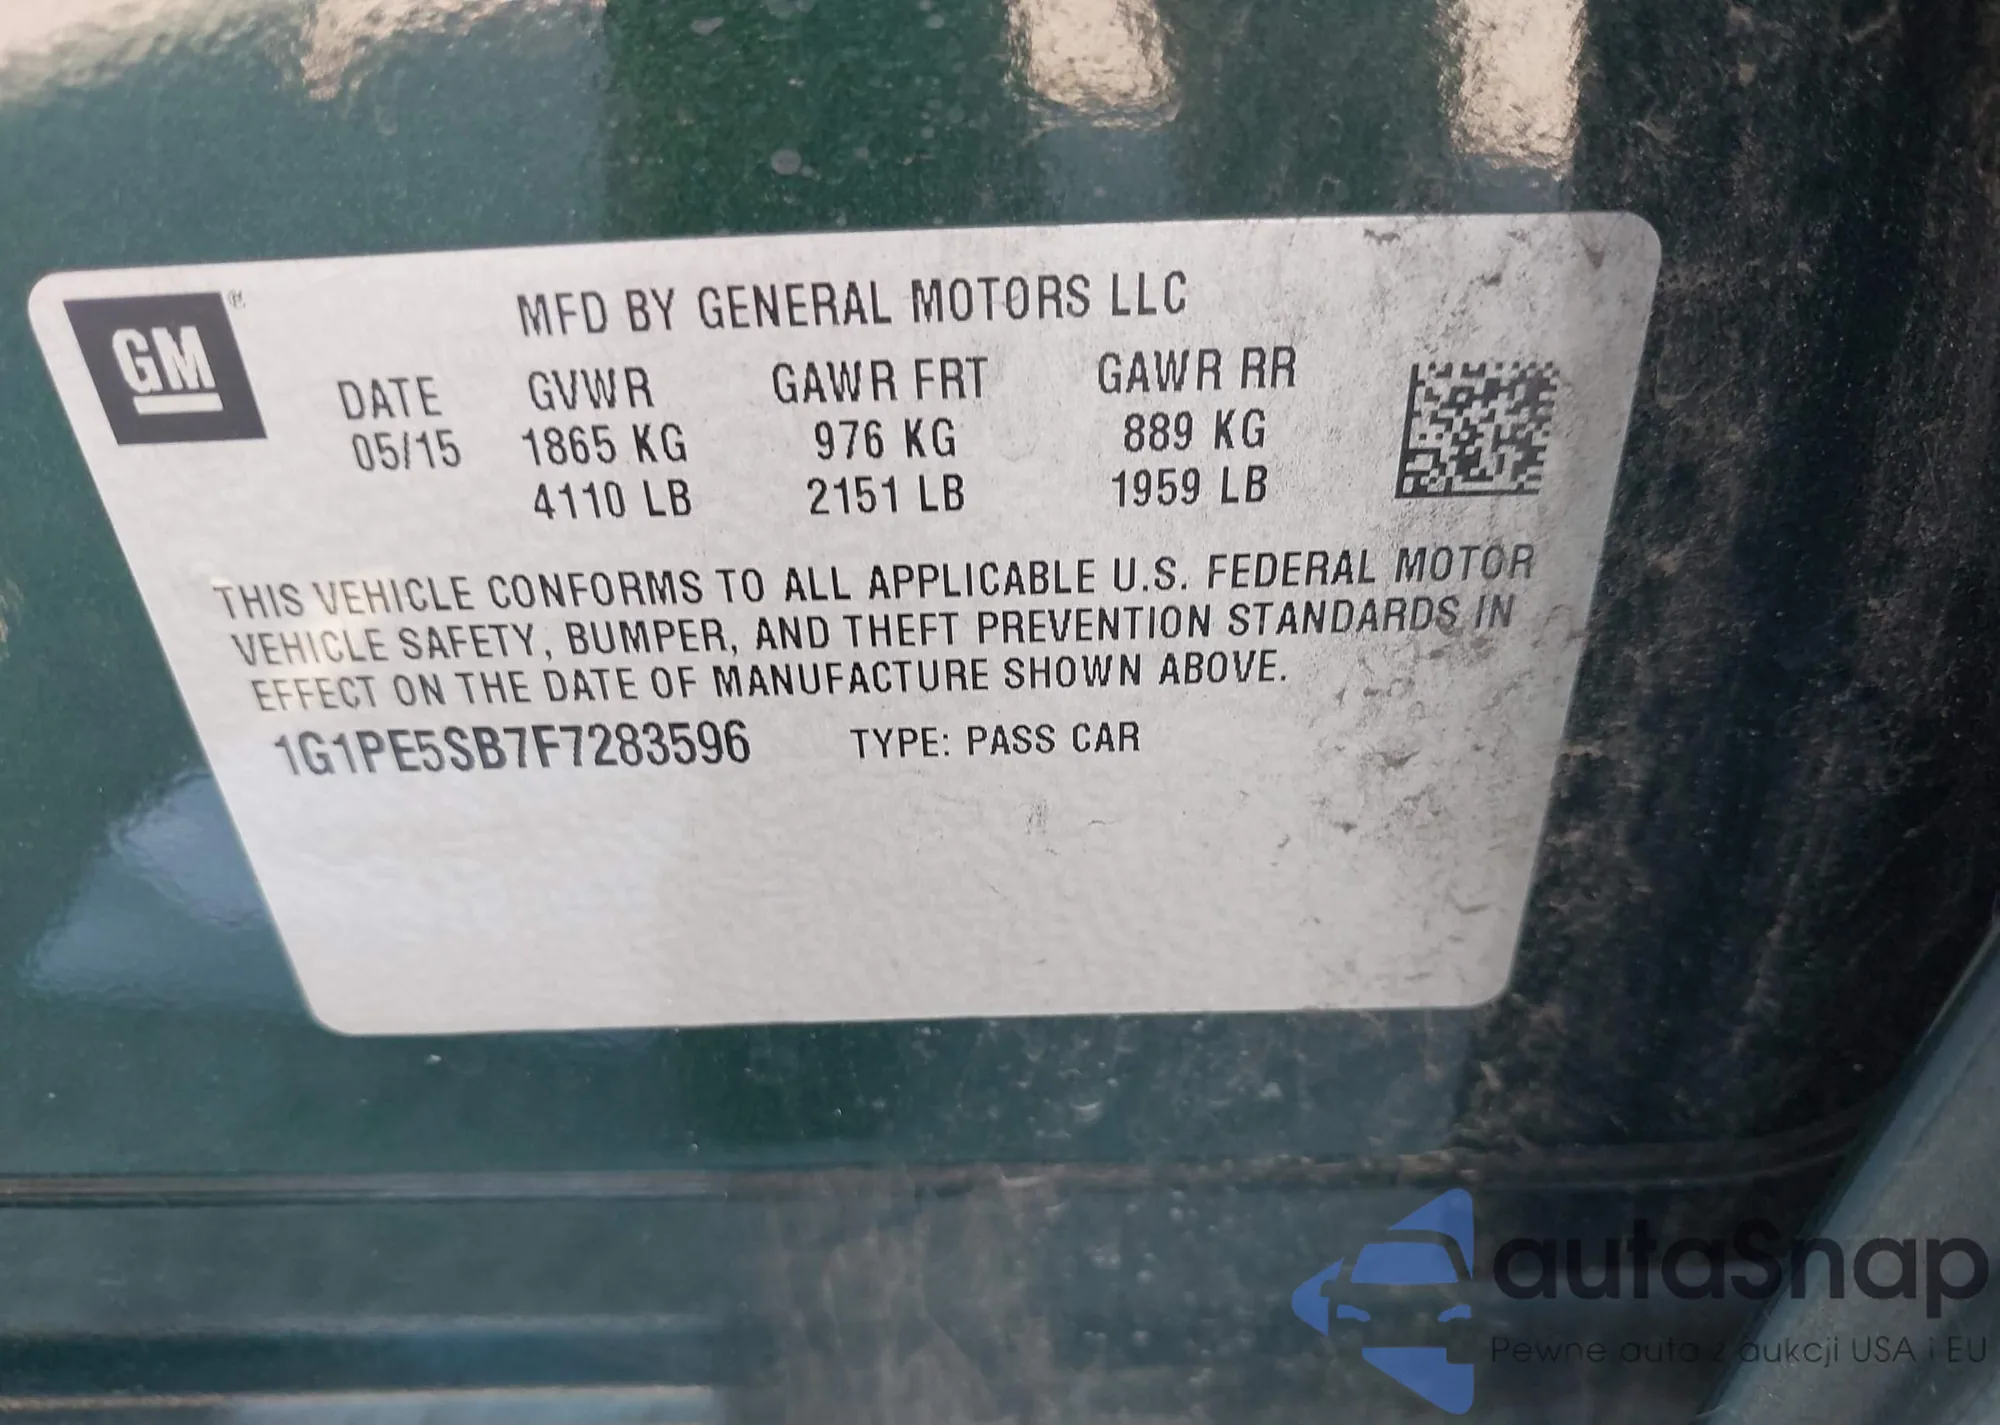 GM ®
MFD BY GENERAL MOTORS LLC
DATE GVWR GAWR FRT GAWR RR
05/15 1865 KG 976 KG 889 KG
4110 LB 2151 LB 1959 LB
THIS VEHICLE CONFORMS TO ALL APPLICABLE U.S. FEDERAL MOTOR
VEHICLE SAFETY, BUMPER, AND THEFT PREVENTION STANDARDS IN
EFFECT ON THE DATE OF MANUFACTURE SHOWN ABOVE.
1G1PE5SB7F7283596 TYPE: PASS CAR
autaSnap
Pewne auto z aukcji USA i EU